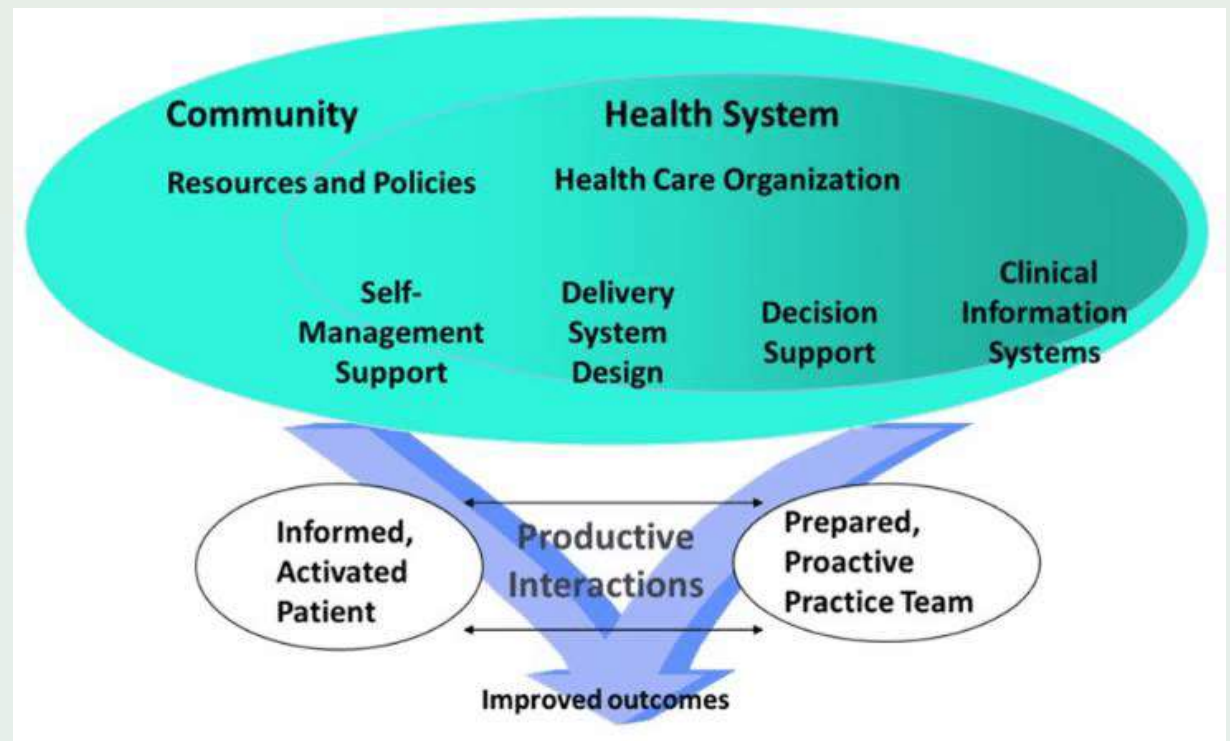 Community
Health System
Resources and Policies
Health Care Organization
Self-
Management
Support
Delivery
System
Design
Decision
Support
Clinical
Information
Systems
Informed,
Activated
Patient
Productive
Interactions
Prepared,
Proactive
Practice Team
Improved outcomes